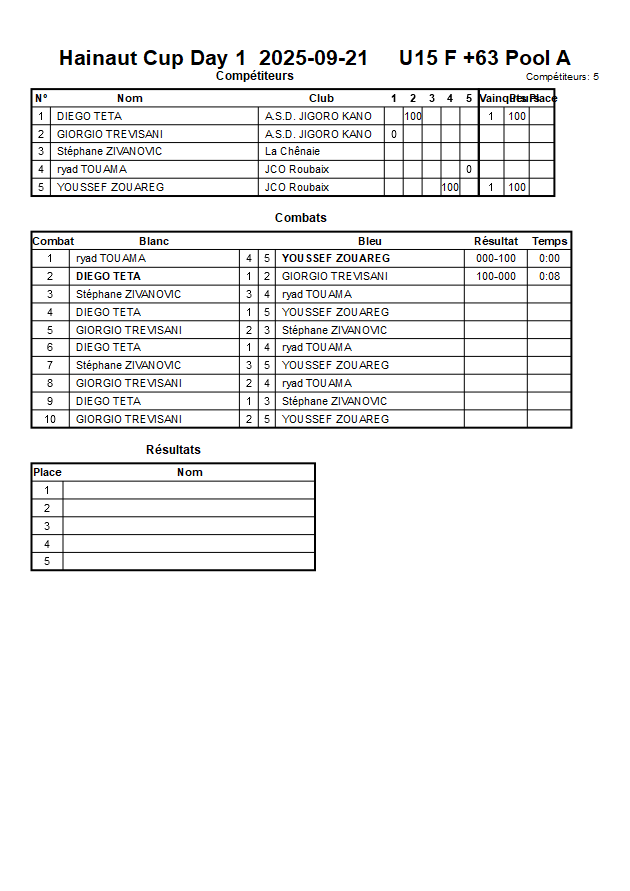 Hainaut Cup Day 1 2025-09-21 U15 F +63 Pool A
Compétiteurs Compétiteurs: 5
Nº Nom Club 1 2 3 4 5 Vainqueurs Pts Place
1 DIEGO TETA A.S.D. JIGORO KANO 100 1 100
2 GIORGIO TREVISANI A.S.D. JIGORO KANO 0
3 Stéphane ZIVANOVIC La Chênaie
4 ryad TOUAMA JCO Roubaix 0
5 YOUSSEF ZOUAREG JCO Roubaix 100 1 100
Combats
Combat Blanc Bleu Résultat Temps
1 ryad TOUAMA 4 5 YOUSSEF ZOUAREG 000-100 0:00
2 DIEGO TETA 1 2 GIORGIO TREVISANI 100-000 0:08
3 Stéphane ZIVANOVIC 3 4 ryad TOUAMA
4 DIEGO TETA 1 5 YOUSSEF ZOUAREG
5 GIORGIO TREVISANI 2 3 Stéphane ZIVANOVIC
6 DIEGO TETA 1 4 ryad TOUAMA
7 Stéphane ZIVANOVIC 3 5 YOUSSEF ZOUAREG
8 GIORGIO TREVISANI 2 4 ryad TOUAMA
9 DIEGO TETA 1 3 Stéphane ZIVANOVIC
10 GIORGIO TREVISANI 2 5 YOUSSEF ZOUAREG
Résultats
Place Nom
1
2
3
4
5